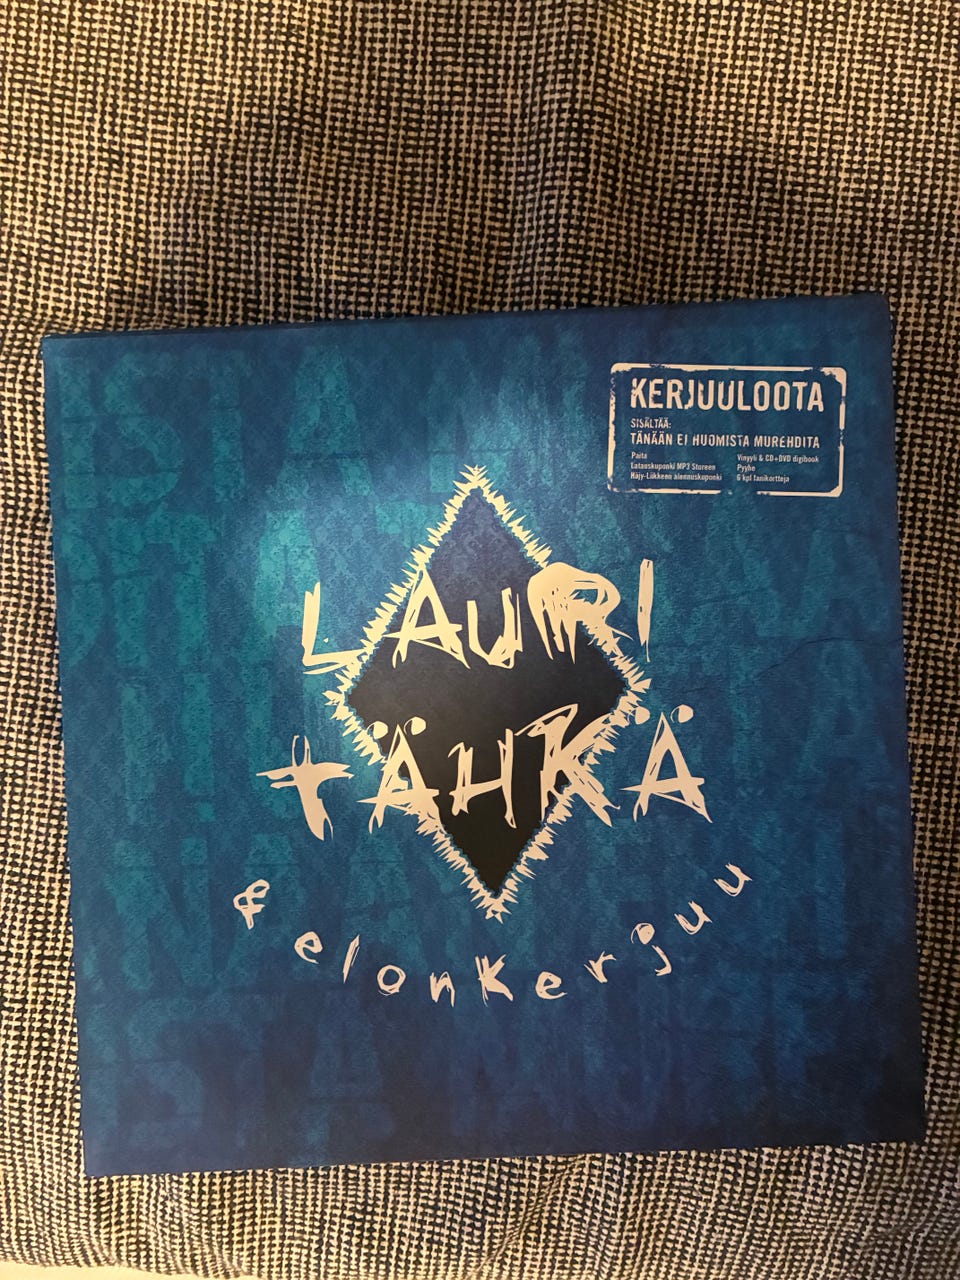 KERJUULOOTA
SISÄLTÄÄ:
TÄNÄÄN EI HUOMISTA MUREHDITA
Paita
Latauskuponki MP3 Storeen
Häjy-Liikkeen alennuskuponki
Vinyyli & CD+DVD digibook
Pyyhe
6 kpl fanikortteja
LAURI
TÄHKÄ
& elonkerjuu